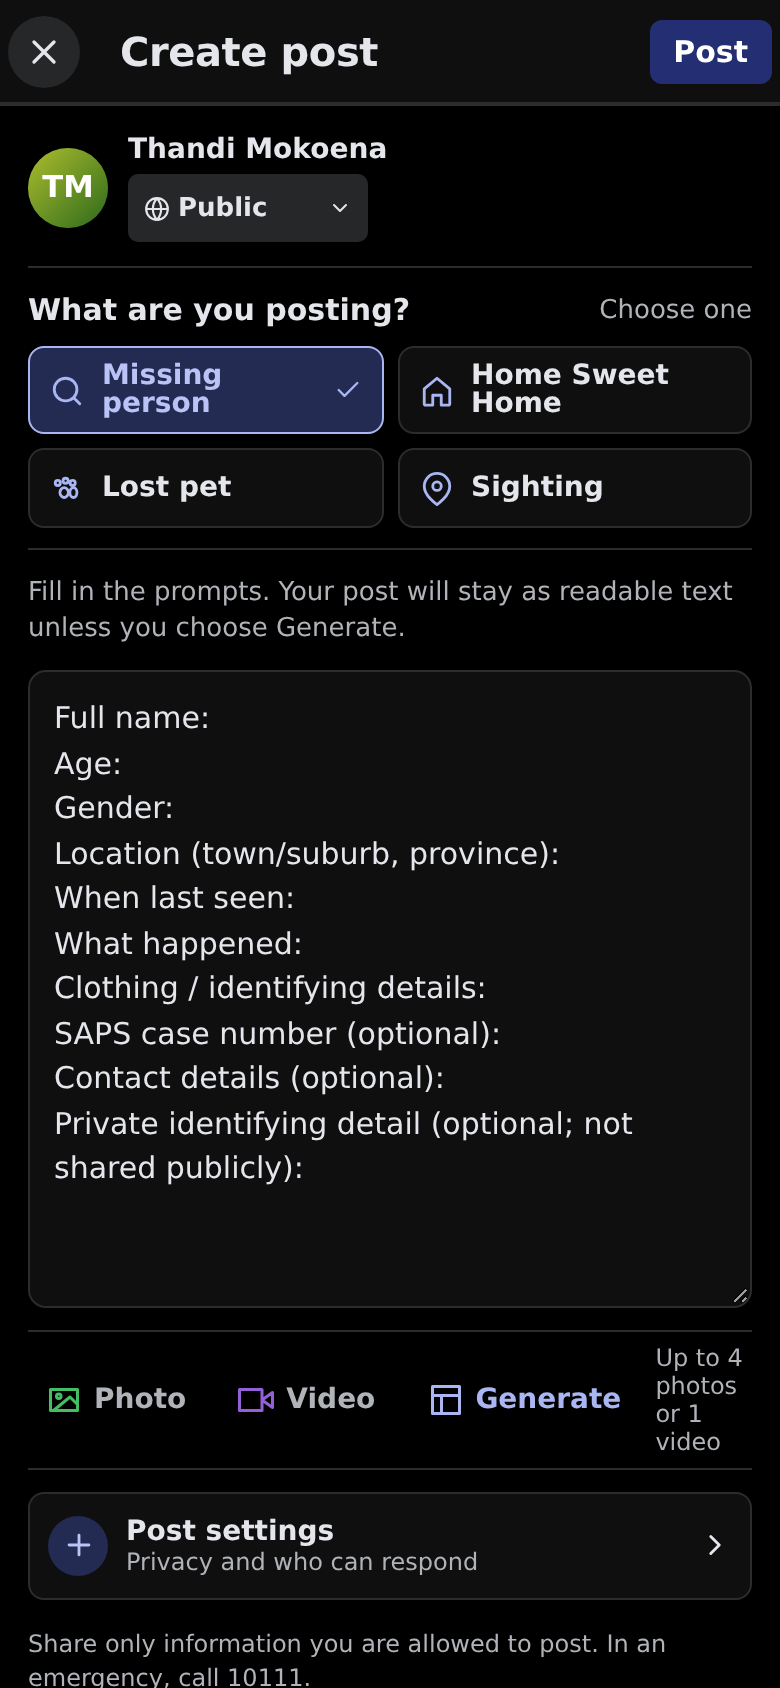 Create post
Post
TM
Thandi Mokoena
Public
What are you posting?
Choose one
Missing
person
Home Sweet
Home
Lost pet
Sighting
Fill in the prompts. Your post will stay as readable text
unless you choose Generate.
Full name:
Age:
Gender:
Location (town/suburb, province):
When last seen:
What happened:
Clothing / identifying details:
SAPS case number (optional):
Contact details (optional):
Private identifying detail (optional; not
shared publicly):
Photo
Video
Generate
Up to 4
photos
or 1
video
Post settings
Privacy and who can respond
Share only information you are allowed to post. In an
emergency, call 10111.